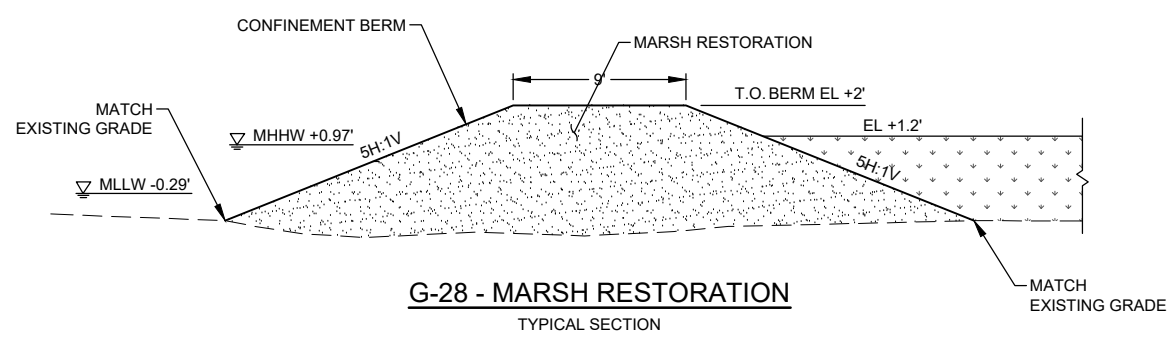 CONFINEMENT BERM
MARSH RESTORATION
9'
MATCH
EXISTING GRADE
T.O. BERM EL +2'
MHHW +0.97'
EL +1.2'
5H:1V
5H:1V
MLLW -0.29'
G-28 - MARSH RESTORATION
TYPICAL SECTION
MATCH
EXISTING GRADE